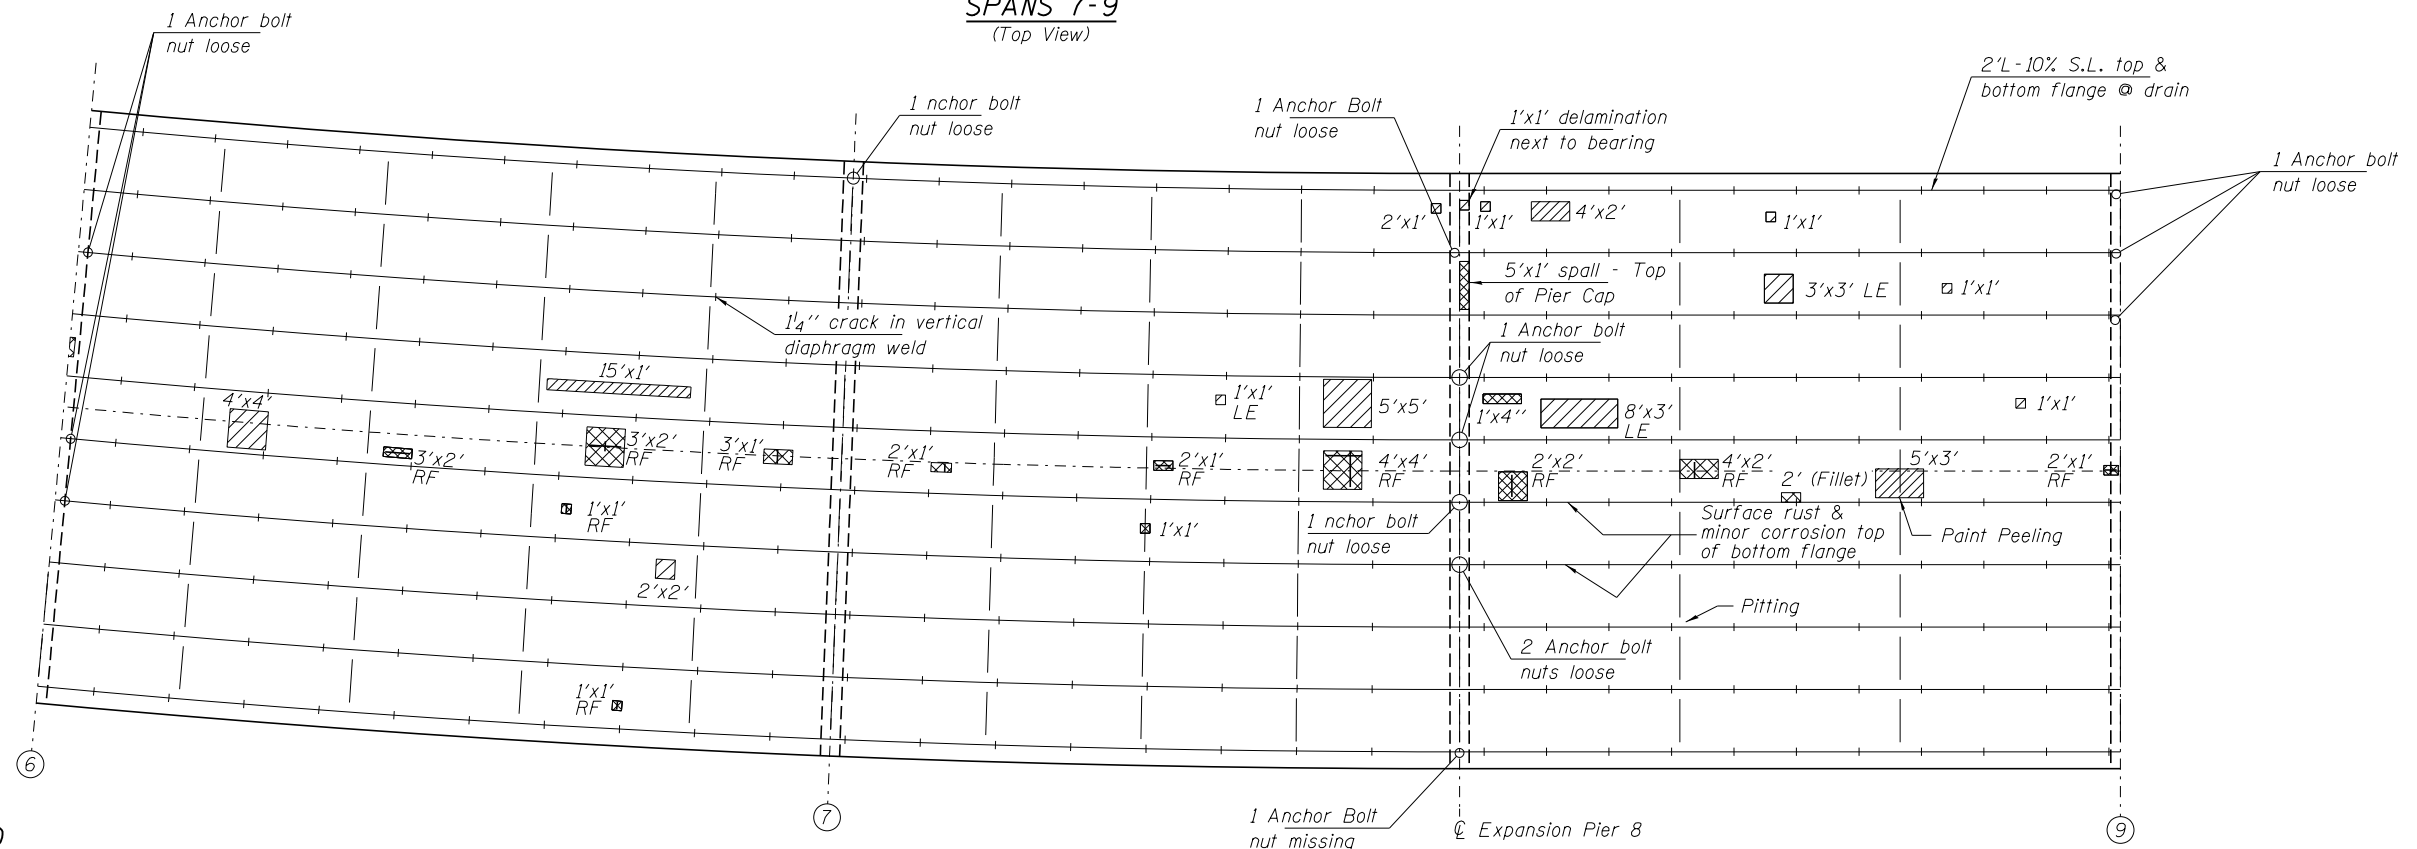 SPANS 7-9
(Top View)
1 Anchor bolt
nut loose
1 nchor bolt
nut loose
1 Anchor Bolt
nut loose
1'x1' delamination
next to bearing
2'L-10% S.L. top &
bottom flange @ drain
1 Anchor bolt
nut loose
2'x1'
1'x1'
4'x2'
1'x1'
5'x1' spall - Top
of Pier Cap
3'x3' LE
1'x1'
1¼'' crack in vertical
diaphragm weld
1 Anchor bolt
nut loose
15'x1'
4'x4'
1'x1'
LE
5'x5'
1'x4''
8'x3'
LE
1'x1'
3'x2'
RF
3'x2'
RF
3'x1'
RF
2'x1'
RF
2'x1'
RF
4'x4'
RF
2'x2'
RF
4'x2'
RF
2' (Fillet)
5'x3'
2'x1'
RF
1'x1'
RF
1'x1'
1 nchor bolt
nut loose
Surface rust &
minor corrosion top
of bottom flange
Paint Peeling
2'x2'
Pitting
2 Anchor bolt
nuts loose
1'x1'
RF
6
7
1 Anchor Bolt
nut missing
℄ Expansion Pier 8
9